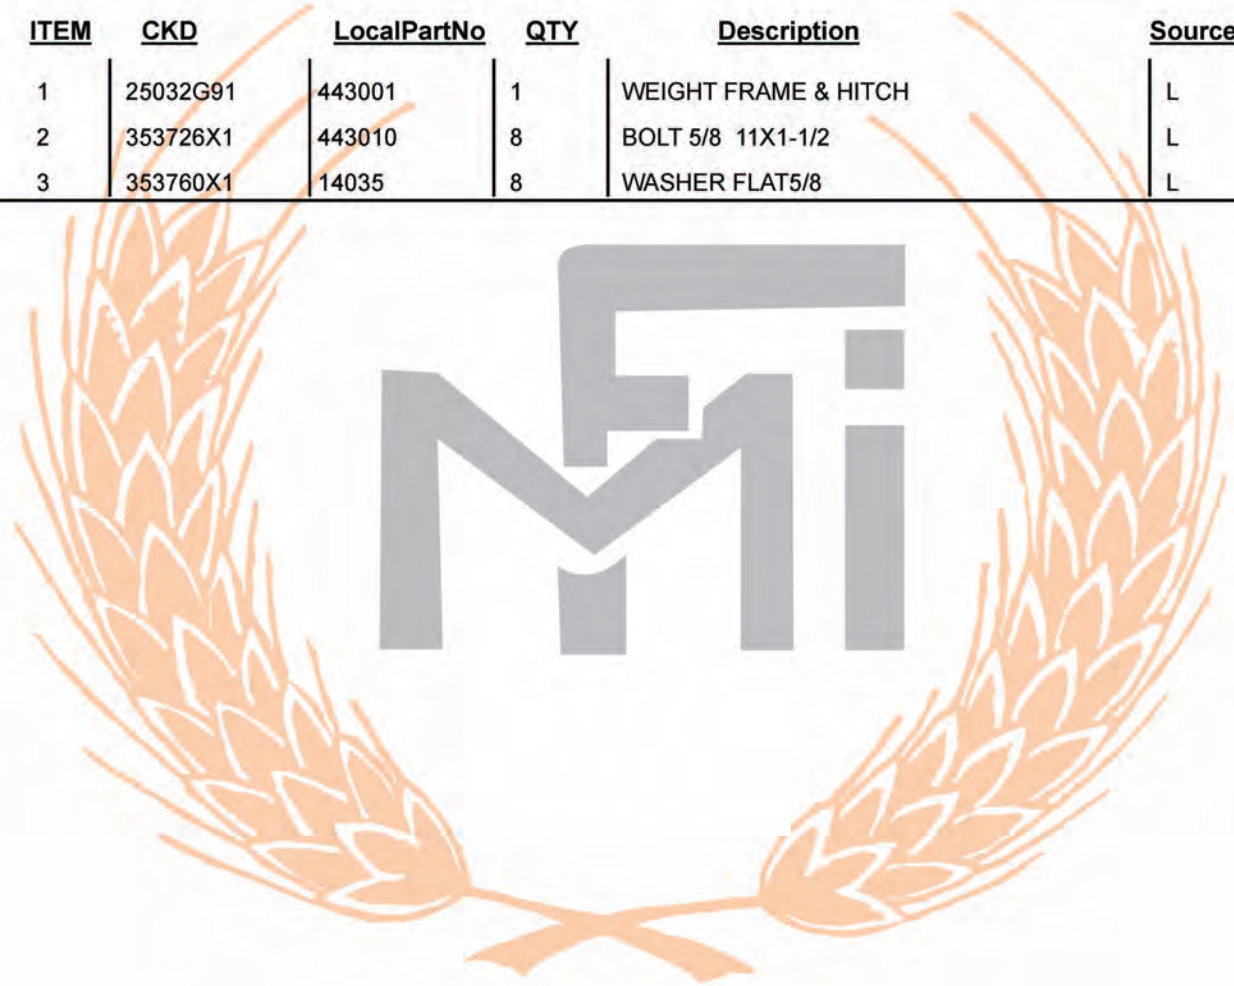 ITEM CKD LocalPartNo QTY Description Source
1 25032G91 443001 1 WEIGHT FRAME & HITCH L
2 353726X1 443010 8 BOLT 5/8 11X1-1/2 L
3 353760X1 14035 8 WASHER FLAT5/8 L
MFi